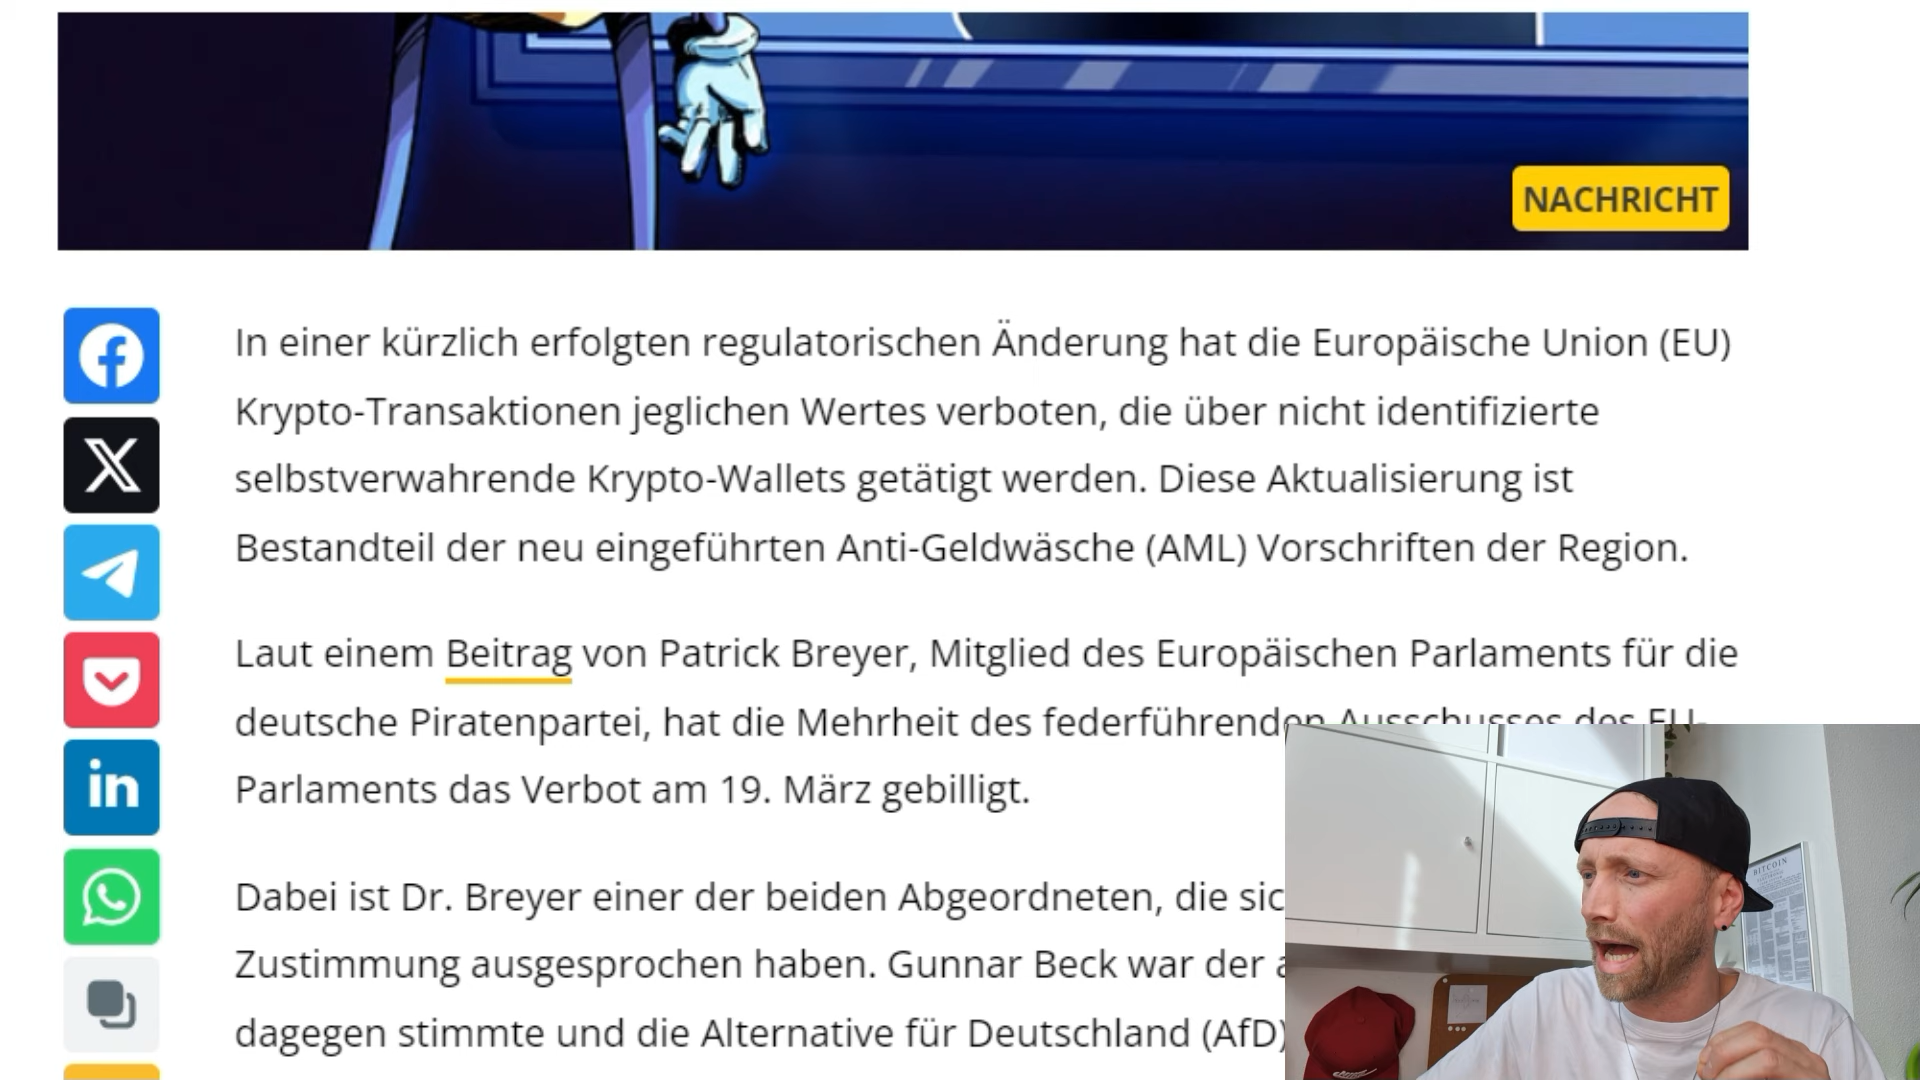 NACHRICHT
In einer kürzlich erfolgten regulatorischen Änderung hat die Europäische Union (EU)
Krypto-Transaktionen jeglichen Wertes verboten, die über nicht identifizierte
selbstverwahrende Krypto-Wallets getätigt werden. Diese Aktualisierung ist
Bestandteil der neu eingeführten Anti-Geldwäsche (AML) Vorschriften der Region.
Laut einem Beitrag von Patrick Breyer, Mitglied des Europäischen Parlaments für die
deutsche Piratenpartei, hat die Mehrheit des federführenden Ausschusses des EU-
Parlaments das Verbot am 19. März gebilligt.
Dabei ist Dr. Breyer einer der beiden Abgeordneten, die sic
Zustimmung ausgesprochen haben. Gunnar Beck war der a
dagegen stimmte und die Alternative für Deutschland (AfD)
in
BITCOIN